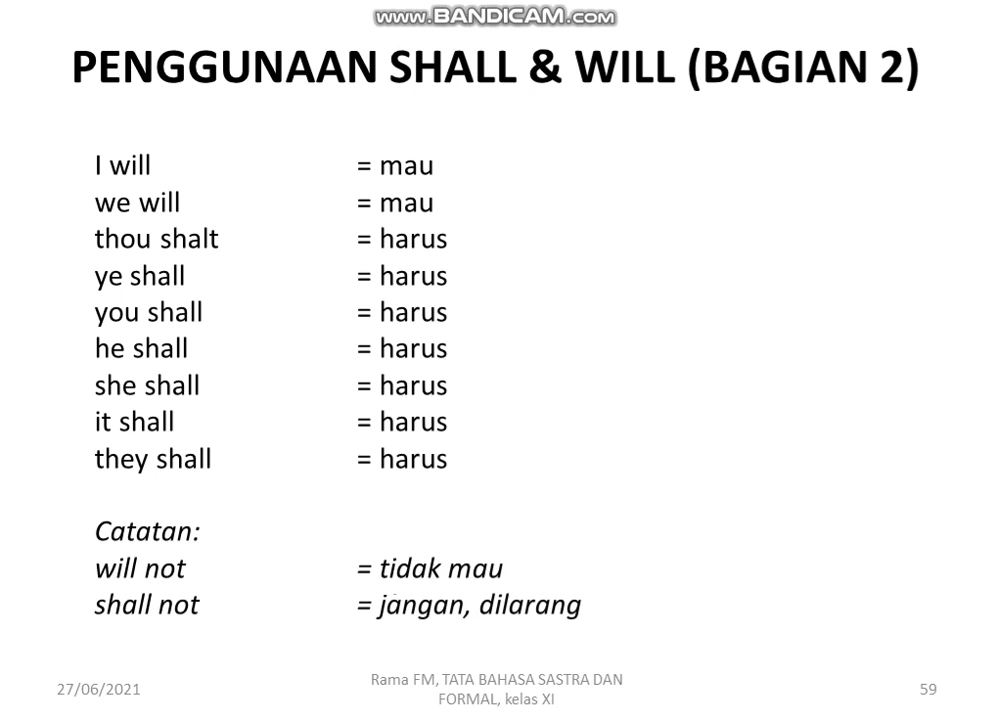 www.BANDICAM.com
PENGGUNAAN SHALL & WILL (BAGIAN 2)
I will = mau
we will = mau
thou shalt = harus
ye shall = harus
you shall = harus
he shall = harus
she shall = harus
it shall = harus
they shall = harus
Catatan:
will not = tidak mau
shall not = jangan, dilarang
27/06/2021
Rama FM, TATA BAHASA SASTRA DAN
FORMAL, kelas XI
59